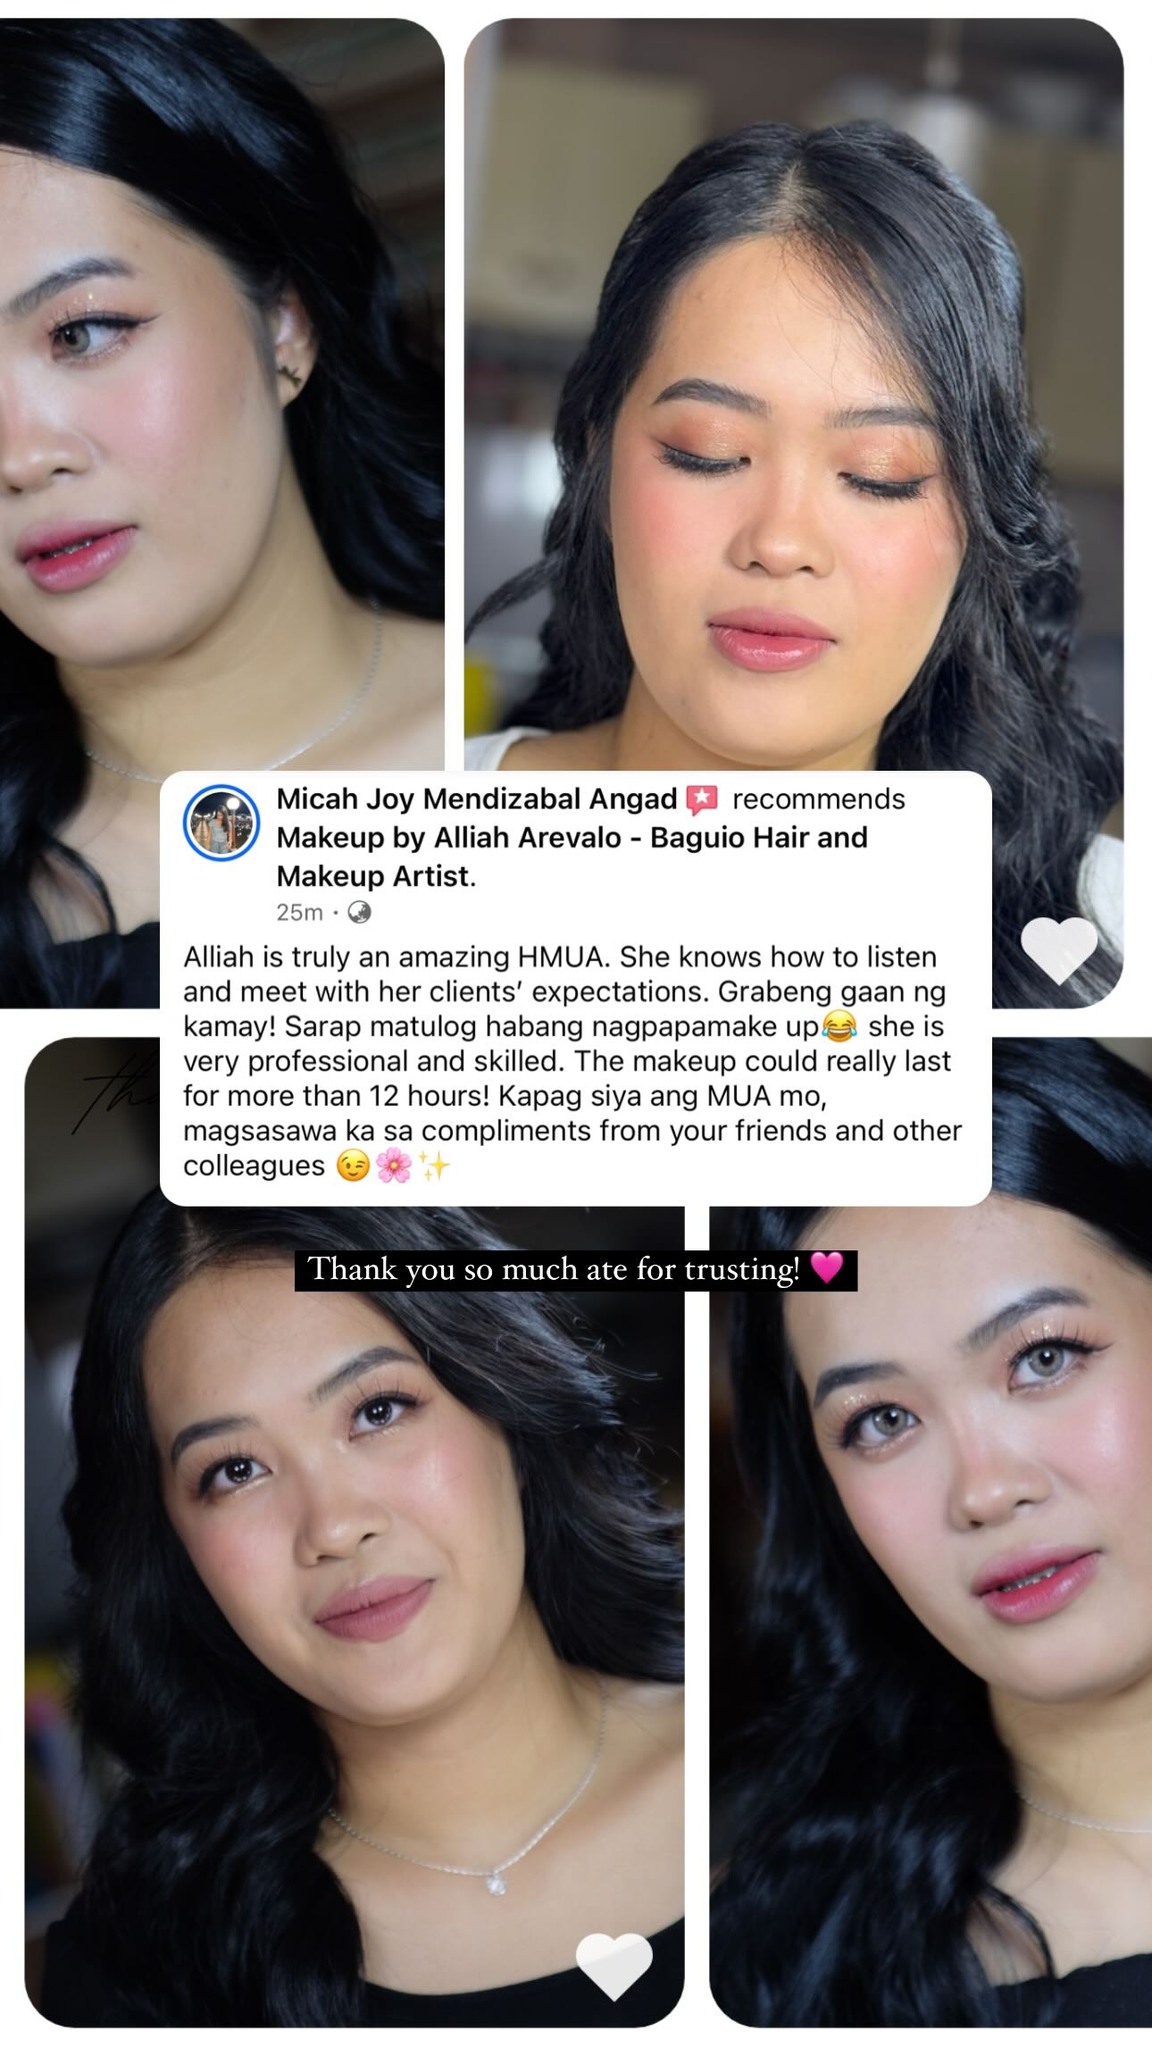 Micah Joy Mendizabal Angad recommends
Makeup by Alliah Arevalo - Baguio Hair and
Makeup Artist.
25m ·
Alliah is truly an amazing HMUA. She knows how to listen
and meet with her clients’ expectations. Grabeng gaan ng
kamay! Sarap matulog habang nagpapamake up😂 she is
very professional and skilled. The makeup could really last
for more than 12 hours! Kapag siya ang MUA mo,
magsasawa ka sa compliments from your friends and other
colleagues 😉🌸✨
Thank you so much ate for trusting! 🩷